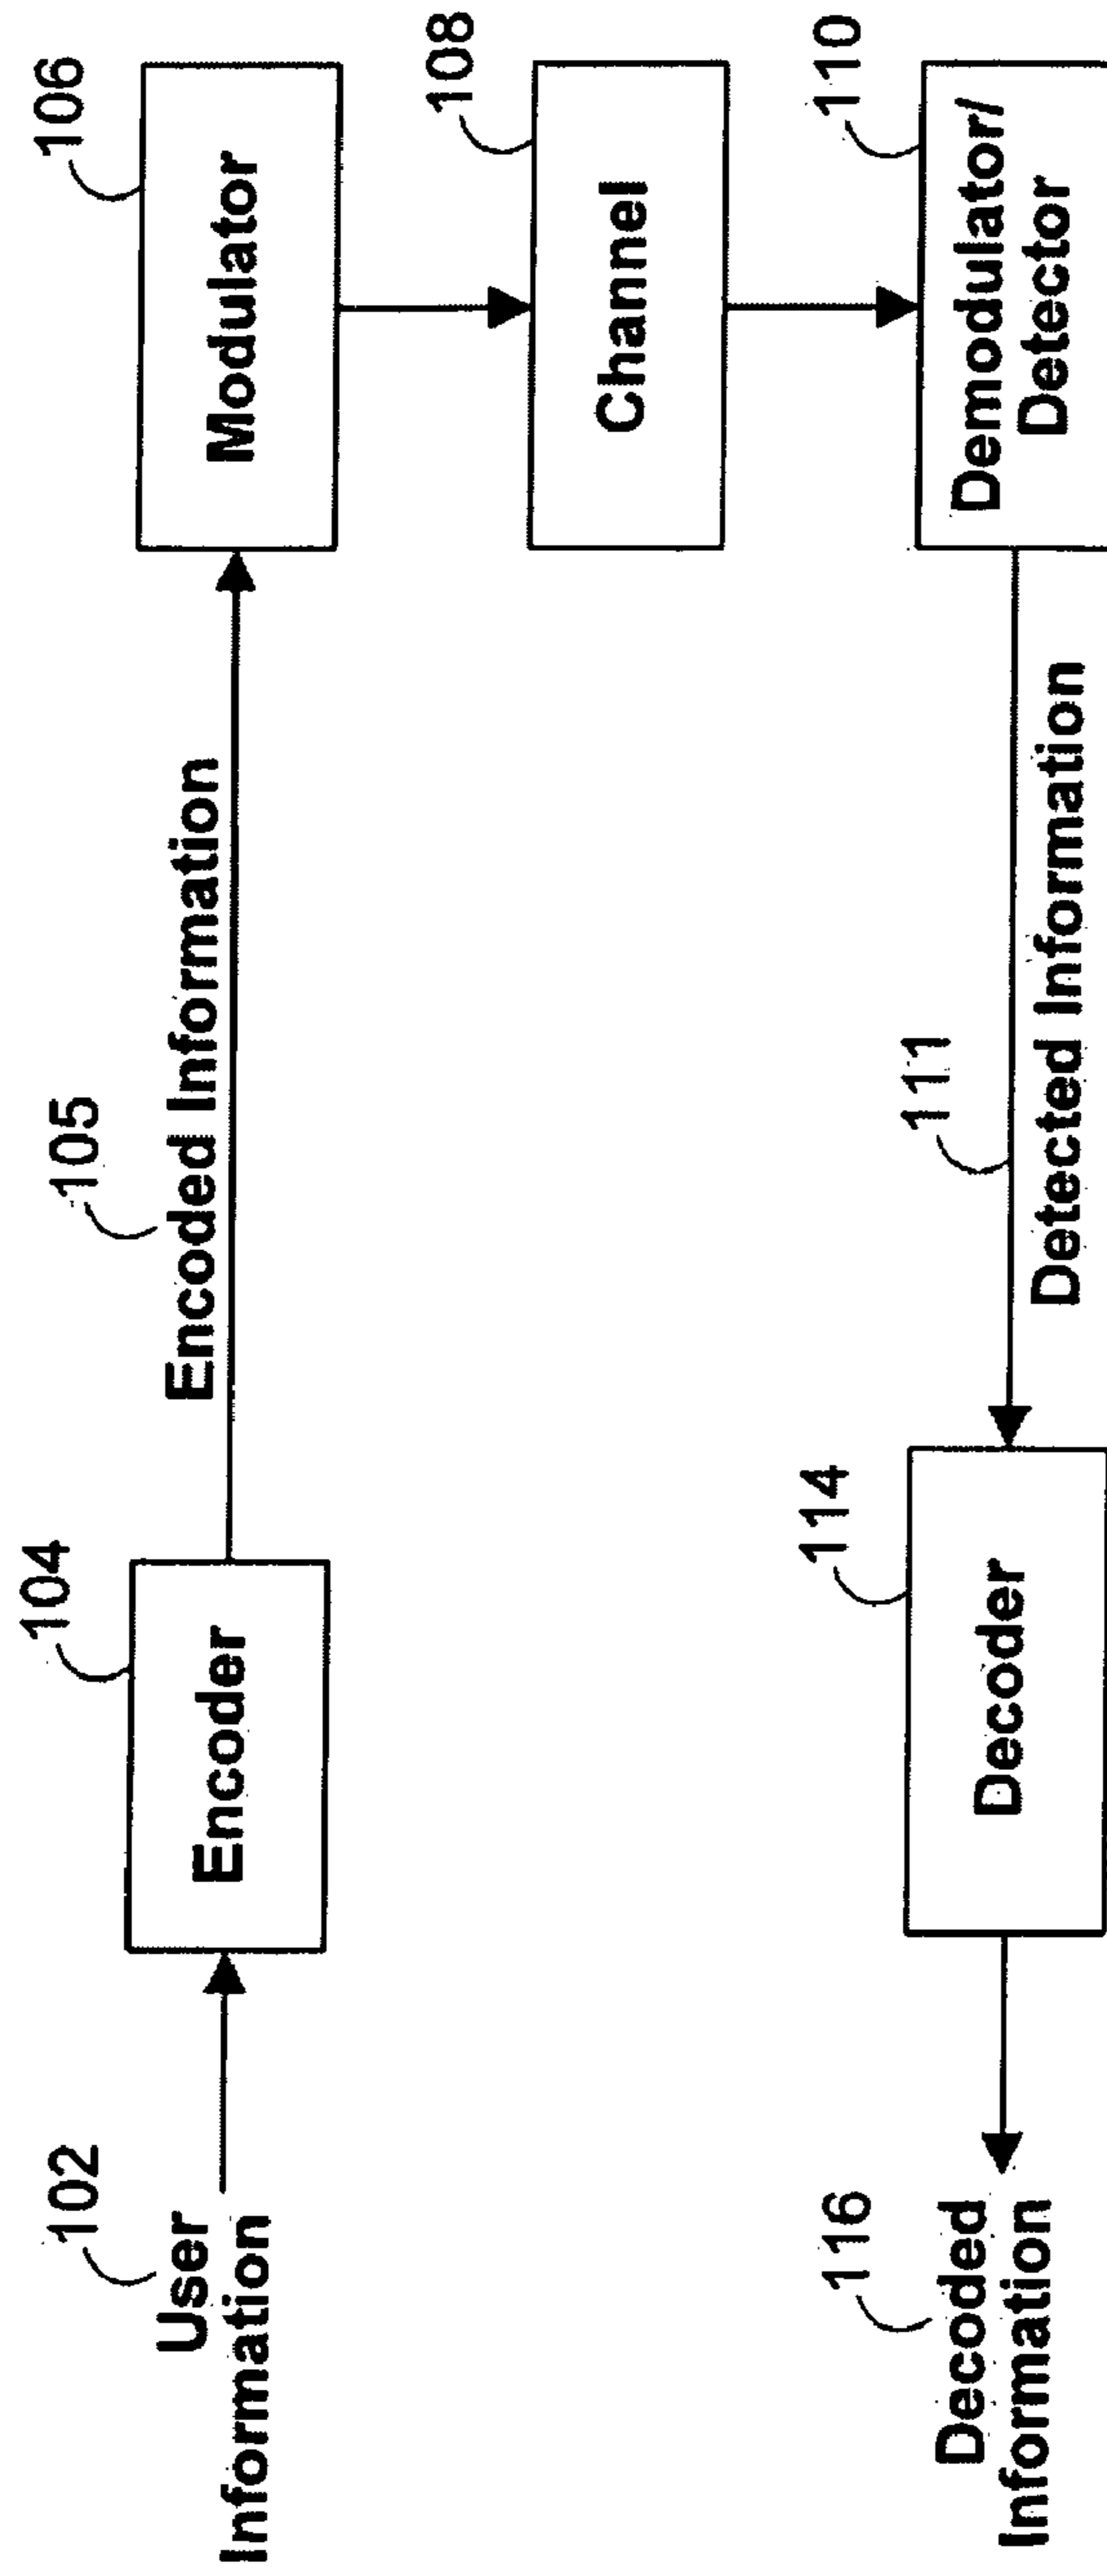 102
User
Information
104
Encoder
105
Encoded Information
106
Modulator
108
Channel
110
Demodulator/
Detector
111
Detected Information
114
Decoder
116
Decoded
Information